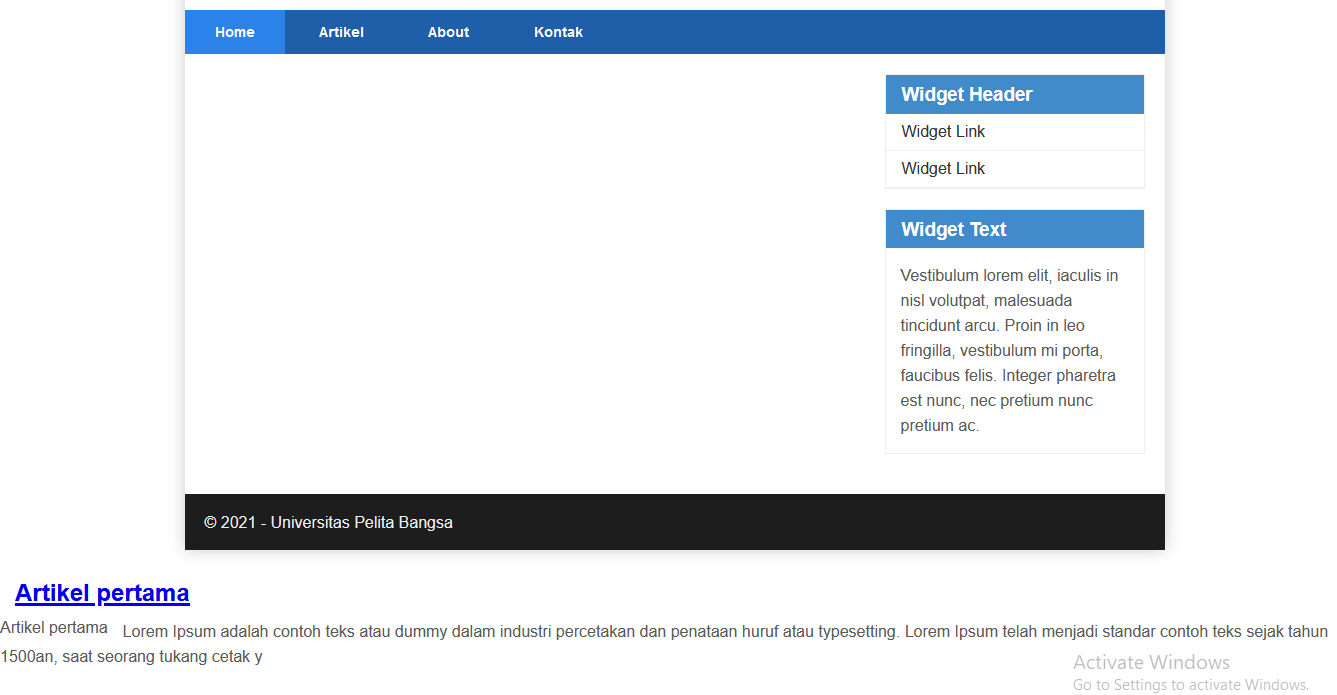 Home Artikel About Kontak
Widget Header
Widget Link
Widget Link
Widget Text
Vestibulum lorem elit, iaculis in
nisl volutpat, malesuada
tincidunt arcu. Proin in leo
fringilla, vestibulum mi porta,
faucibus felis. Integer pharetra
est nunc, nec pretium nunc
pretium ac.
© 2021 - Universitas Pelita Bangsa
Artikel pertama
Artikel pertama Lorem Ipsum adalah contoh teks atau dummy dalam industri percetakan dan penataan huruf atau typesetting. Lorem Ipsum telah menjadi standar contoh teks sejak tahun
1500an, saat seorang tukang cetak y
Activate Windows
Go to Settings to activate Windows.